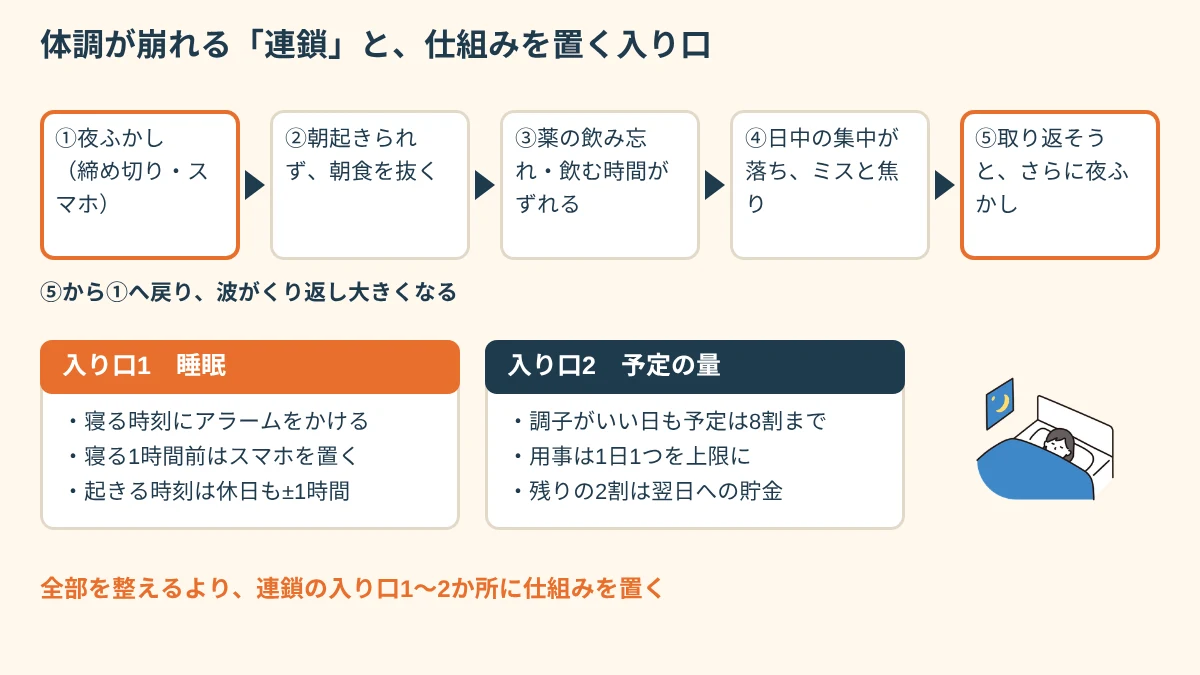 体調が崩れる「連鎖」と、仕組みを置く入り口
①夜ふかし
（締め切り・ス
マホ）
②朝起きられ
ず、朝食を抜く
③薬の飲み忘
れ・飲む時間が
ずれる
④日中の集中が
落ち、ミスと焦
り
⑤取り返そう
と、さらに夜ふ
かし
⑤から①へ戻り、波がくり返し大きくなる
入り口1　睡眠
・寝る時刻にアラームをかける
・寝る1時間前はスマホを置く
・起きる時刻は休日も±1時間
入り口2　予定の量
・調子がいい日も予定は8割まで
・用事は1日1つを上限に
・残りの2割は翌日への貯金
全部を整えるより、連鎖の入り口1〜2か所に仕組みを置く